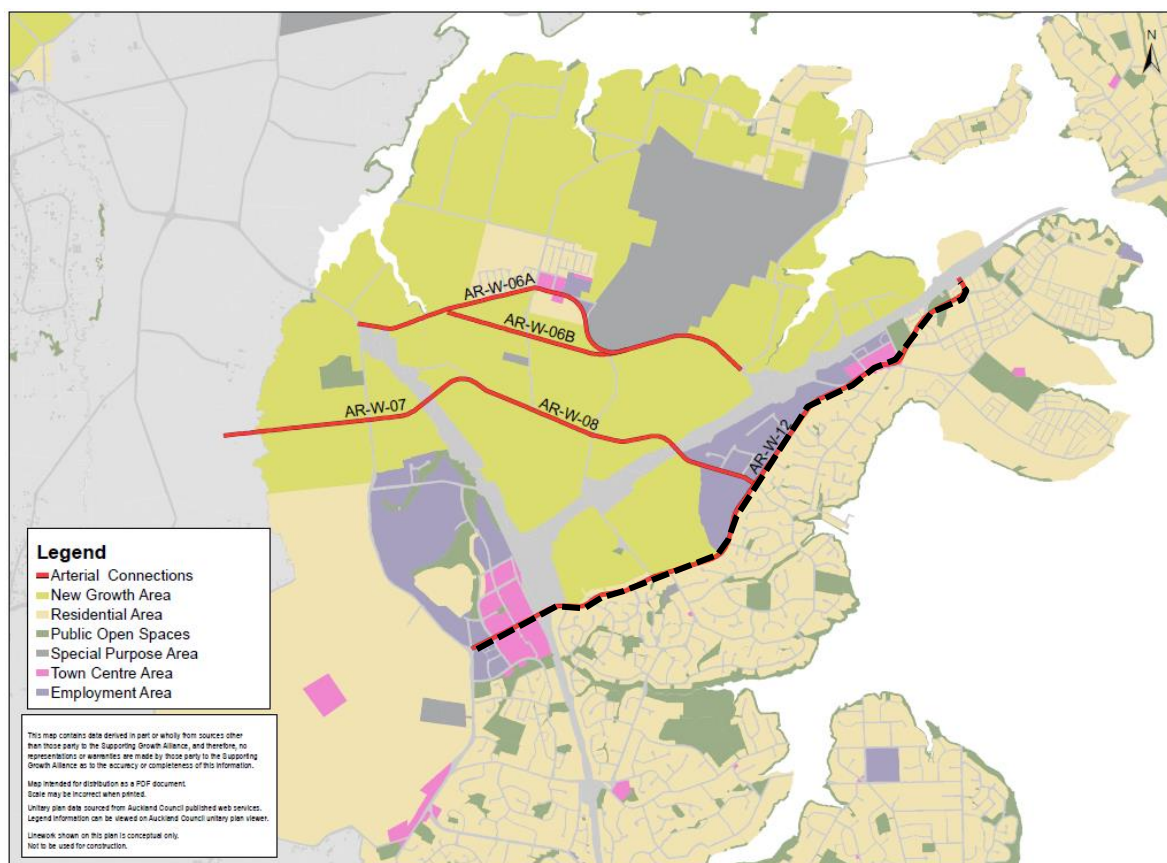 N
AR-W-06A
AR-W-06B
AR-W-07
AR-W-08
AR-W-12
Legend
Arterial Connections
New Growth Area
Residential Area
Public Open Spaces
Special Purpose Area
Town Centre Area
Employment Area
This map contains data derived in part or wholly from sources other
than those party to the Supporting Growth Alliance, and therefore, no
representations or warranties are made by those party to the Supporting
Growth Alliance as to the accuracy or completeness of this information.
Map intended for distribution as a PDF document.
Scale may be incorrect when printed.
Unitary plan data sourced from Auckland Council published web services.
Legend information can be viewed on Auckland Council unitary plan viewer.
Linework shown on this plan is conceptual only.
Not to be used for construction.